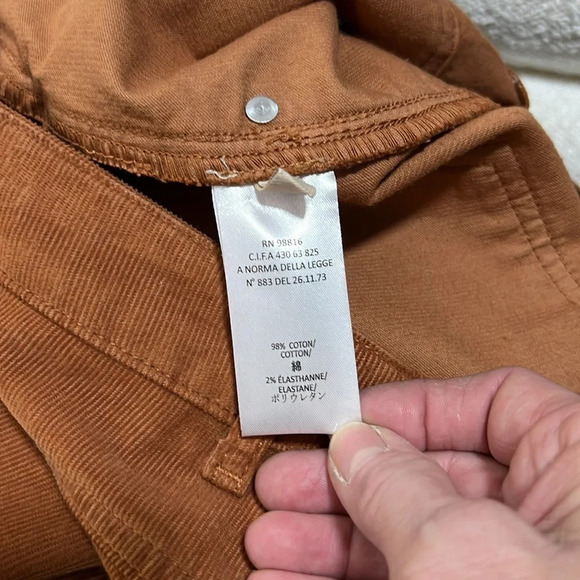 RN 98816
C.I.F.A 430 63 825
A NORMA DELLA LEGGE
N° 883 DEL 26.11.73
98% COTON/
COTTON/
綿
2% ÉLASTHANNE/
ELASTANE/
ポリウレタン